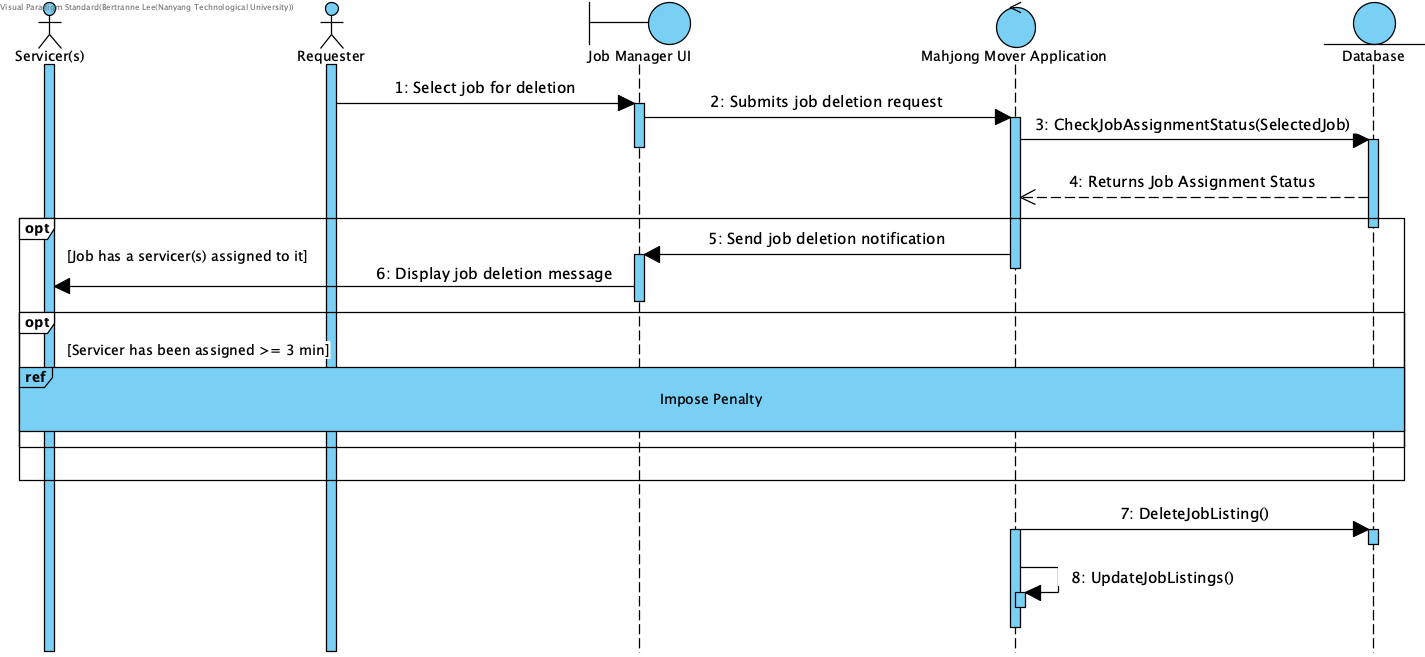 Visual Paradigm Standard(Bertranne Lee(Nanyang Technological University))
Servicer(s)
Requester
Job Manager UI
Mahjong Mover Application
Database
1: Select job for deletion
2: Submits job deletion request
3: CheckJobAssignmentStatus(SelectedJob)
4: Returns Job Assignment Status
opt
5: Send job deletion notification
[Job has a servicer(s) assigned to it]
6: Display job deletion message
opt
[Servicer has been assigned >= 3 min]
ref
Impose Penalty
7: DeleteJobListing()
8: UpdateJobListings()